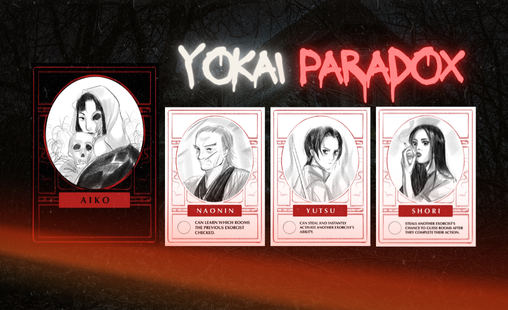 YOKAI PARADOX
AIKO
NAONIN
CAN LEARN WHICH ROOMS
THE PREVIOUS EXORCIST
CHECKED.
YUTSU
CAN STEAL AND INSTANTLY
ACTIVATE ANOTHER EXORCIST'S
ABILITY.
SHORI
STEALS ANOTHER EXORCIST'S
CHANCE TO GUESS ROOMS AFTER
THEY COMPLETE THEIR ACTION.